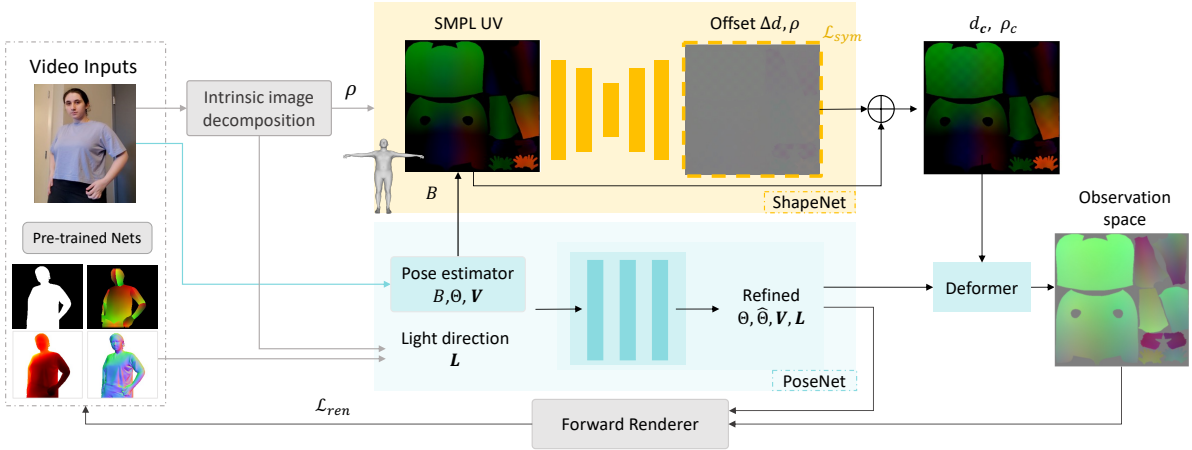 Video Inputs
Pre-trained Nets
Intrinsic image
decomposition
ρ
SMPL UV
B
Offset Δd, ρ
ℒsym
ShapeNet
d𝒄, ρc
Pose estimator
B,Θ, V
Light direction
L
Refined
Θ, Θ̂, V, L
PoseNet
Deformer
Observation
space
ℒren
Forward Renderer